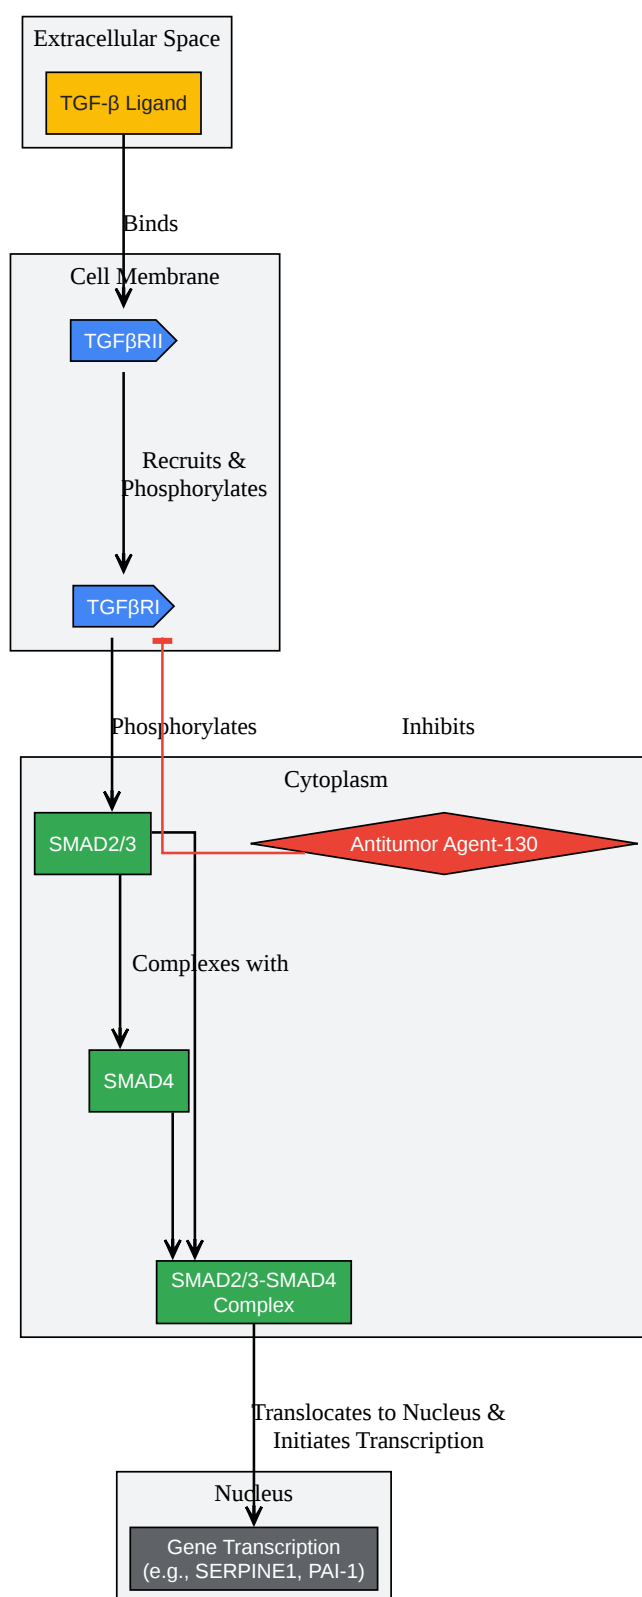 Extracellular Space
TGF-β Ligand
Binds
Cell Membrane
TGFβRII
Recruits &
Phosphorylates
TGFβRI
Phosphorylates
Inhibits
Cytoplasm
SMAD2/3
Antitumor Agent-130
Complexes with
SMAD4
SMAD2/3-SMAD4
Complex
Translocates to Nucleus &
Initiates Transcription
Nucleus
Gene Transcription
(e.g., SERPINE1, PAI-1)